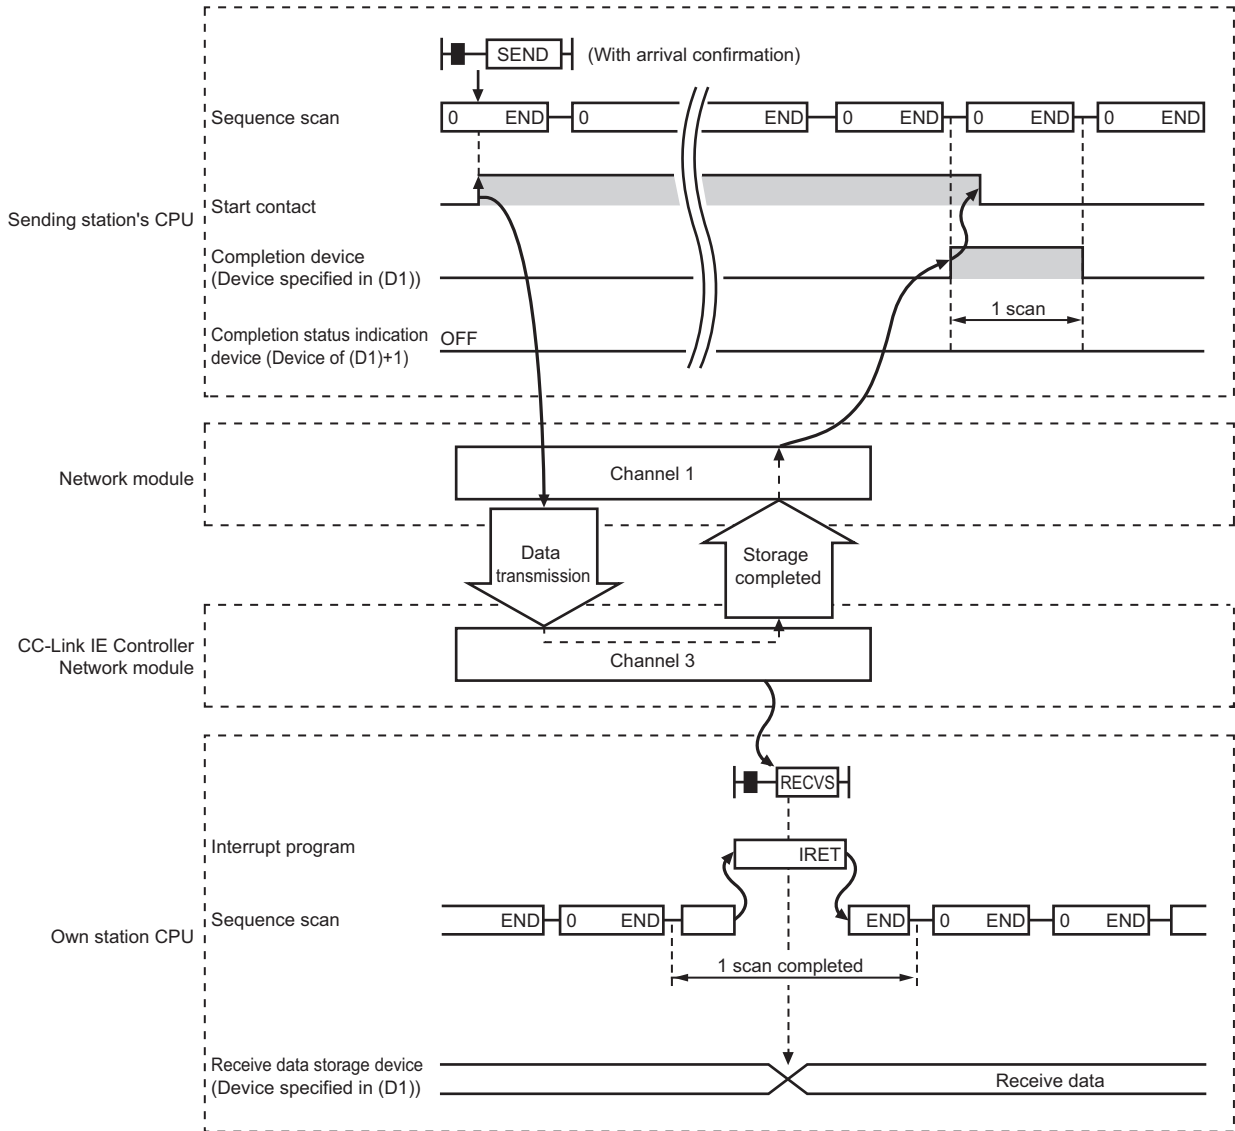 SEND (With arrival confirmation)
Sequence scan
0 END 0 END 0 END 0 END 0 END
Sending station's CPU
Start contact
Completion device
(Device specified in (D1))
1 scan
Completion status indication
device (Device of (D1)+1)
OFF
Network module
Channel 1
Data
transmission
Storage
completed
CC-Link IE Controller
Network module
Channel 3
RECVS
Interrupt program
IRET
Own station CPU
Sequence scan
END 0 END END 0 END 0 END
1 scan completed
Receive data storage device
(Device specified in (D1))
Receive data